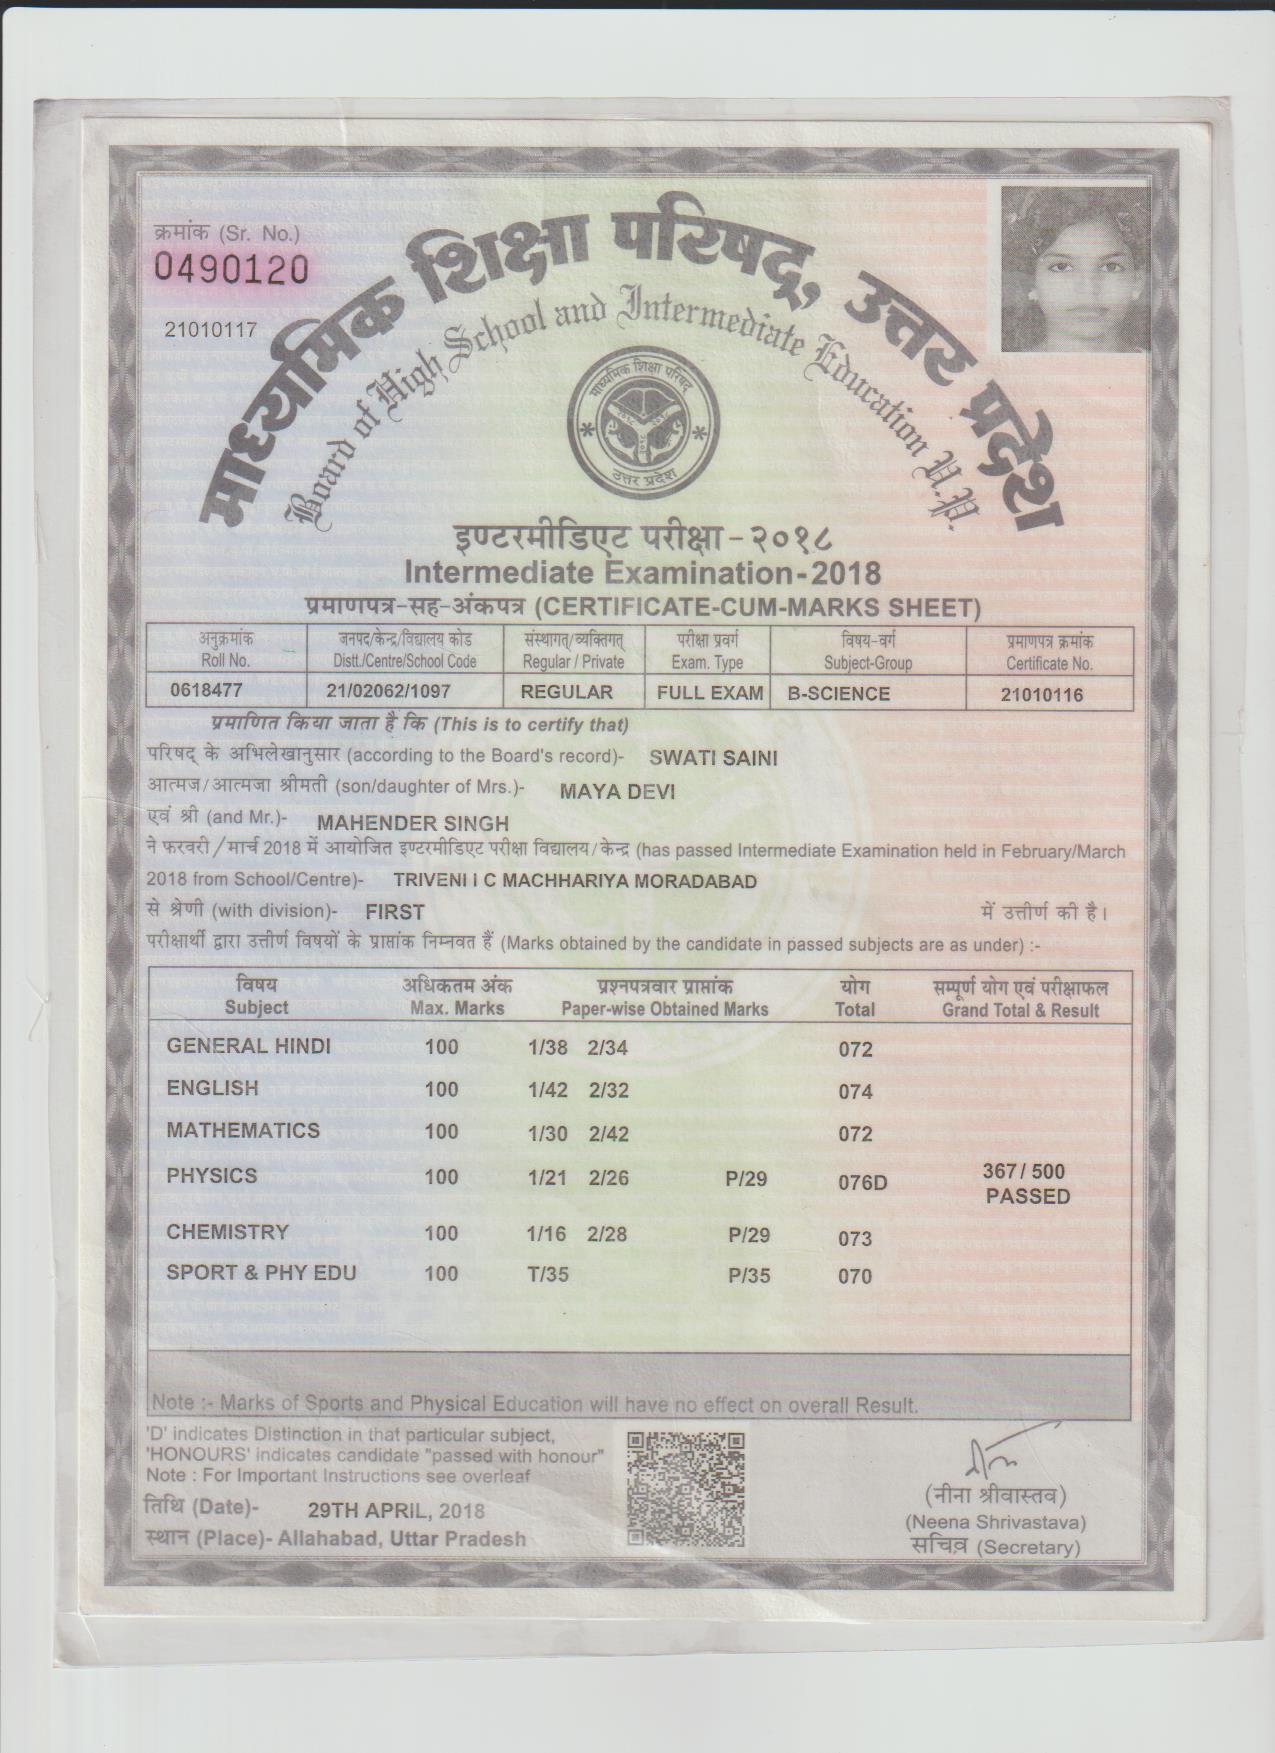 क्रमांक (Sr. No.)
0490120
21010117
माध्यमिक शिक्षा परिषद्, उत्तर प्रदेश
Board of High School and Intermediate Education U.P.
माध्यमिक शिक्षा परिषद्
उत्तर प्रदेश
इण्टरमीडिएट परीक्षा-२०१८
Intermediate Examination-2018
प्रमाणपत्र-सह-अंकपत्र (CERTIFICATE-CUM-MARKS SHEET)
अनुक्रमांक जनपद/केन्द्र/विद्यालय कोड संस्थागत्/व्यक्तिगत् परीक्षा प्रवर्ग विषय-वर्ग प्रमाणपत्र क्रमांक
Roll No. Distt./Centre/School Code Regular / Private Exam. Type Subject-Group Certificate No.
0618477 21/02062/1097 REGULAR FULL EXAM B-SCIENCE 21010116
प्रमाणित किया जाता है कि (This is to certify that)
परिषद् के अभिलेखानुसार (according to the Board's record)- SWATI SAINI
आत्मज/आत्मजा श्रीमती (son/daughter of Mrs.)- MAYA DEVI
एवं श्री (and Mr.)- MAHENDER SINGH
ने फरवरी/मार्च 2018 में आयोजित इण्टरमीडिएट परीक्षा विद्यालय/केन्द्र (has passed Intermediate Examination held in February/March
2018 from School/Centre)- TRIVENI I C MACHHARIYA MORADABAD
से श्रेणी (with division)- FIRST में उत्तीर्ण की है।
परीक्षार्थी द्वारा उत्तीर्ण विषयों के प्राप्तांक निम्नवत हैं (Marks obtained by the candidate in passed subjects are as under) :-
विषय अधिकतम अंक प्रश्नपत्रवार प्राप्तांक योग सम्पूर्ण योग एवं परीक्षाफल
Subject Max. Marks Paper-wise Obtained Marks Total Grand Total & Result
GENERAL HINDI 100 1/38 2/34 072
ENGLISH 100 1/42 2/32 074
MATHEMATICS 100 1/30 2/42 072
PHYSICS 100 1/21 2/26 P/29 076D 367/ 500
PASSED
CHEMISTRY 100 1/16 2/28 P/29 073
SPORT & PHY EDU 100 T/35 P/35 070
Note :- Marks of Sports and Physical Education will have no effect on overall Result.
'D' indicates Distinction in that particular subject,
'HONOURS' indicates candidate "passed with honour"
Note : For Important Instructions see overleaf
तिथि (Date)- 29TH APRIL, 2018
स्थान (Place)- Allahabad, Uttar Pradesh
(नीना श्रीवास्तव)
(Neena Shrivastava)
सचिव (Secretary)